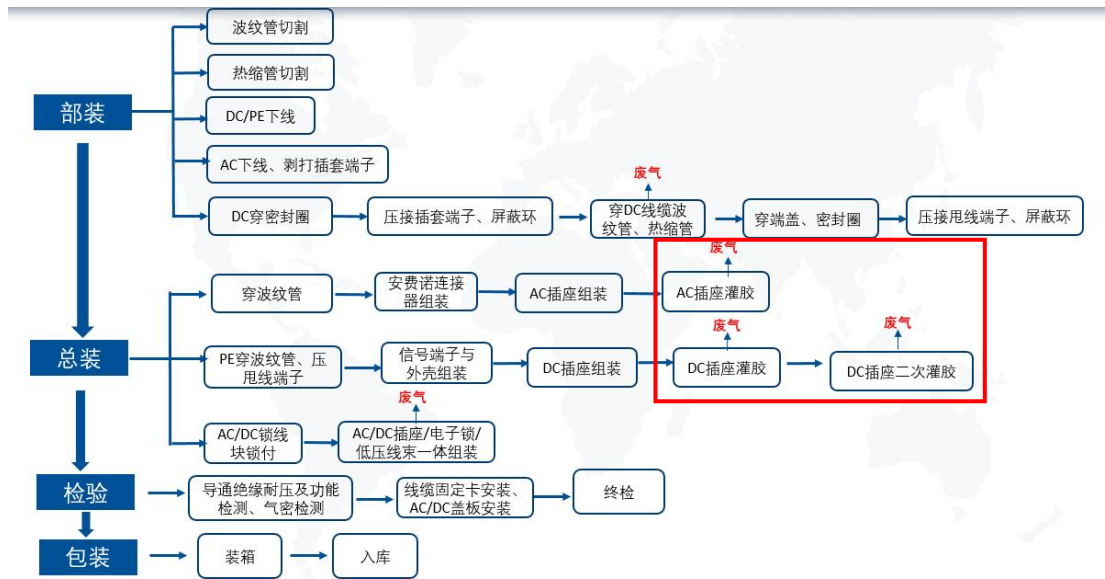 波纹管切割
热缩管切割
部装
DC/PE下线
AC下线、剥打插套端子
废气
DC穿密封圈
压接插套端子、屏蔽环
穿DC线缆波
纹管、热缩管
穿端盖、密封圈
压接甩线端子、屏蔽环
废气
穿波纹管
安费诺连接
器组装
AC插座组装
AC插座灌胶
废气
废气
总装
PE穿波纹管、压
甩线端子
信号端子与
外壳组装
DC插座组装
DC插座灌胶
DC插座二次灌胶
废气
AC/DC锁线
块锁付
AC/DC插座/电子锁/
低压线束一体组装
检验
导通绝缘耐压及功能
检测、气密检测
线缆固定卡安装、
AC/DC盖板安装
终检
包装
装箱
入库